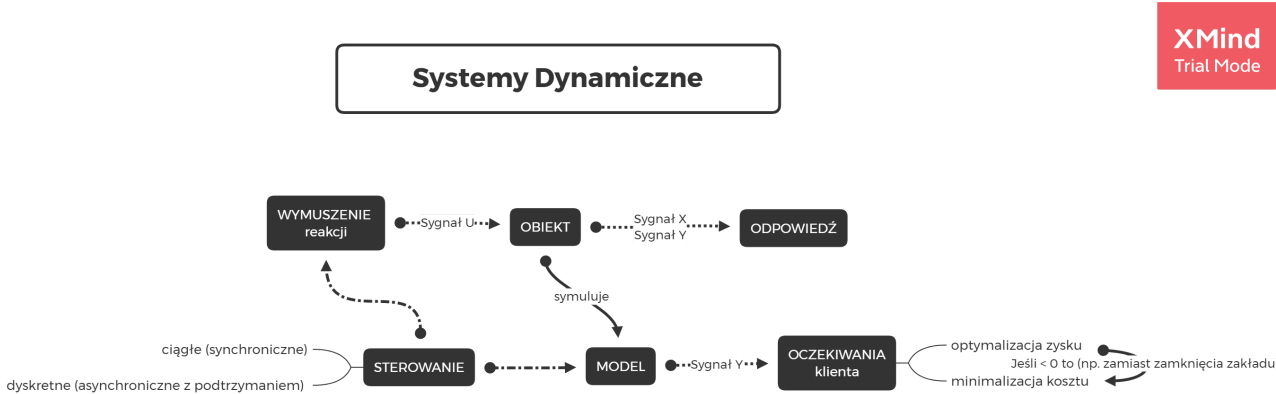 XMind
Trial Mode
Systemy Dynamiczne
WYMUSZENIE
reakcji
Sygnał U
OBIEKT
Sygnał X
Sygnał Y
ODPOWIEDŹ
symuluje
ciągłe (synchroniczne)
dyskretne (asynchroniczne z podtrzymaniem)
STEROWANIE
MODEL
Sygnał Y
OCZEKIWANIA
klienta
optymalizacja zysku
Jeśli < 0 to (np. zamiast zamknięcia zakładu
minimalizacja kosztu